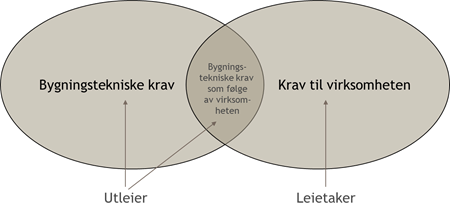 Bygningstekniske krav
Bygnings-
tekniske krav
som følge
av virksom-
heten
Krav til virksomheten
Utleier
Leietaker